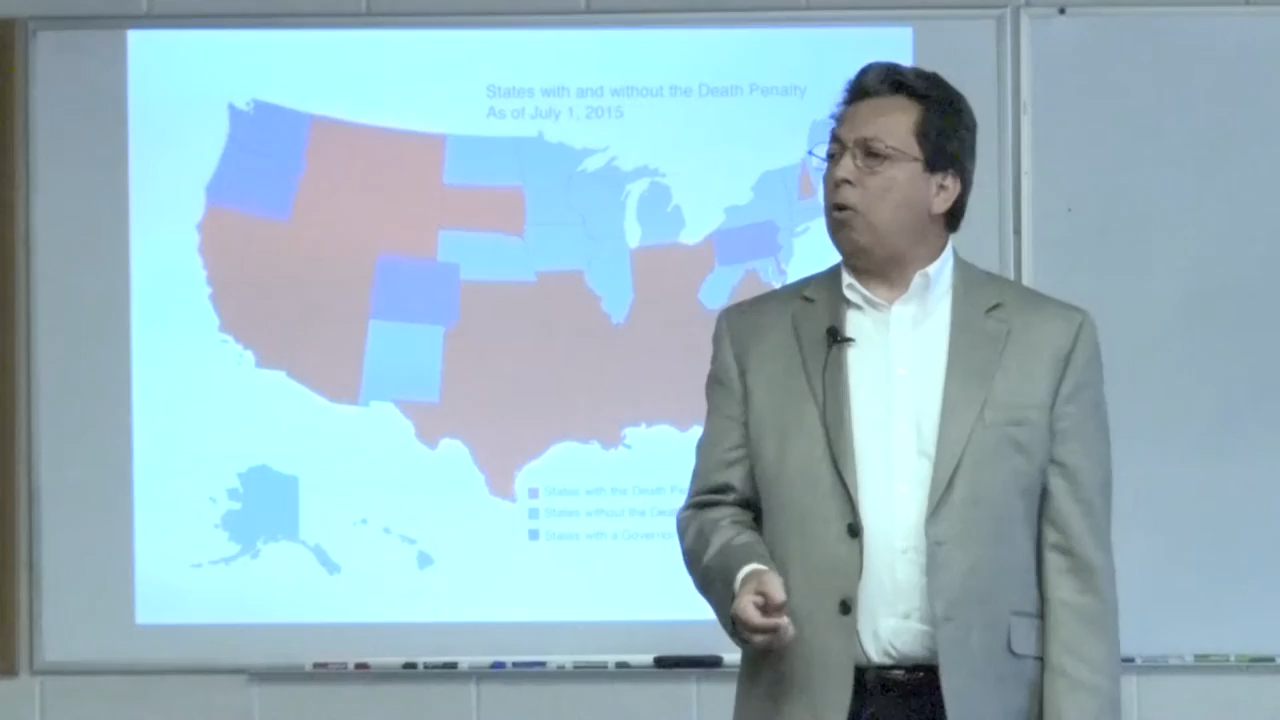 States with and without the Death Penalty
As of July 1, 2015
States with the Death
States without the
States with a